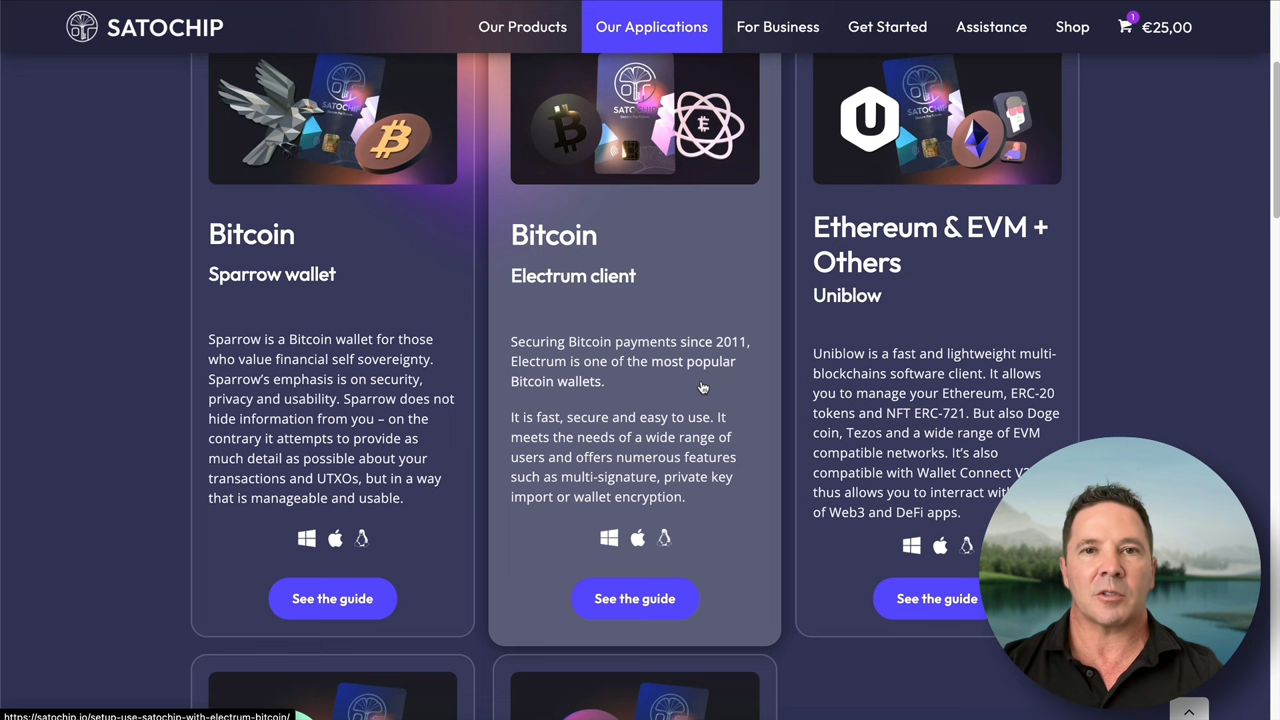 SATOCHIP
Our Products
Our Applications
For Business
Get Started
Assistance
Shop
1
€25,00
Bitcoin
Sparrow wallet
Sparrow is a Bitcoin wallet for those
who value financial self sovereignty.
Sparrow's emphasis is on security,
privacy and usability. Sparrow does not
hide information from you – on the
contrary it attempts to provide as
much detail as possible about your
transactions and UTXOs, but in a way
that is manageable and usable.
See the guide
Bitcoin
Electrum client
Securing Bitcoin payments since 2011,
Electrum is one of the most popular
Bitcoin wallets.
It is fast, secure and easy to use. It
meets the needs of a wide range of
users and offers numerous features
such as multi-signature, private key
import or wallet encryption.
See the guide
Ethereum & EVM +
Others
Uniblow
Uniblow is a fast and lightweight multi-
blockchains software client. It allows
you to manage your Ethereum, ERC-20
tokens and NFT ERC-721. But also Doge
coin, Tezos and a wide range of EVM
compatible networks. It's also
compatible with Wallet Connect
thus allows you to interract
of Web3 and DeFi apps.
See the guide
https://satochip.io/setup-use-satochip-with-electrum-bitcoin/